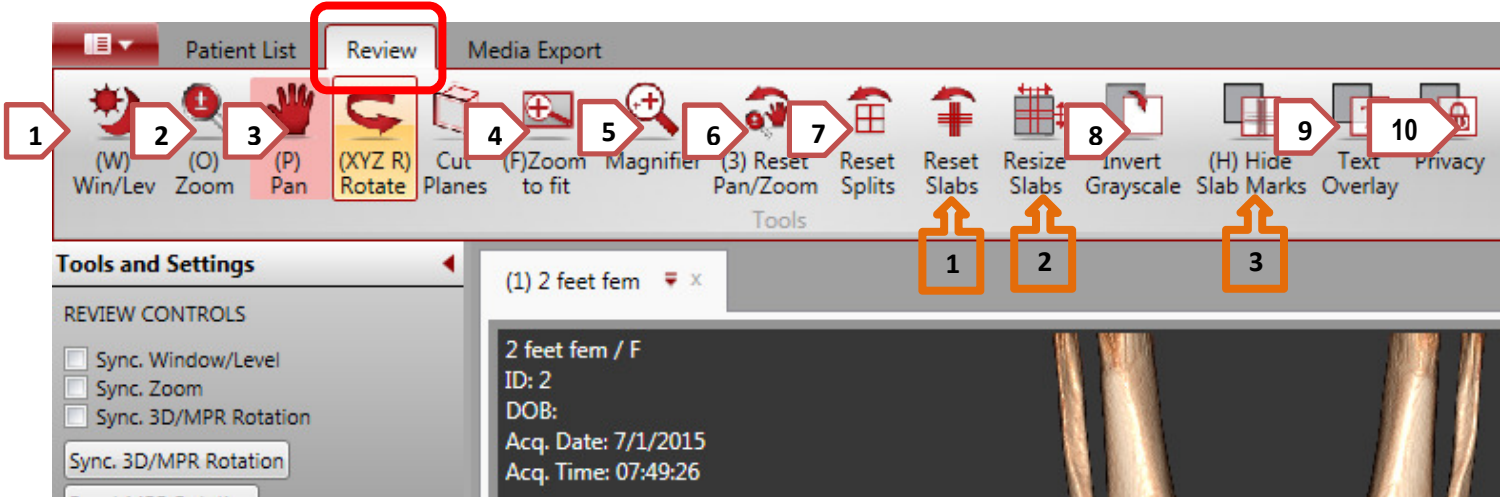 Patient List Review Media Export
1 2 3 4 5 6 7 8 9 10
(W) (O) (P) (XYZ R) Cut (F)Zoom Magnifier (3) Reset Reset Reset Resize Invert (H) Hide Text Privacy
Win/Lev Zoom Pan Rotate Planes to fit Pan/Zoom Splits Slabs Slabs Grayscale Slab Marks Overlay
Tools
1 2 3
Tools and Settings
(1) 2 feet fem x
REVIEW CONTROLS
Sync. Window/Level
Sync. Zoom
Sync. 3D/MPR Rotation
Sync. 3D/MPR Rotation
2 feet fem / F
ID: 2
DOB:
Acq. Date: 7/1/2015
Acq. Time: 07:49:26